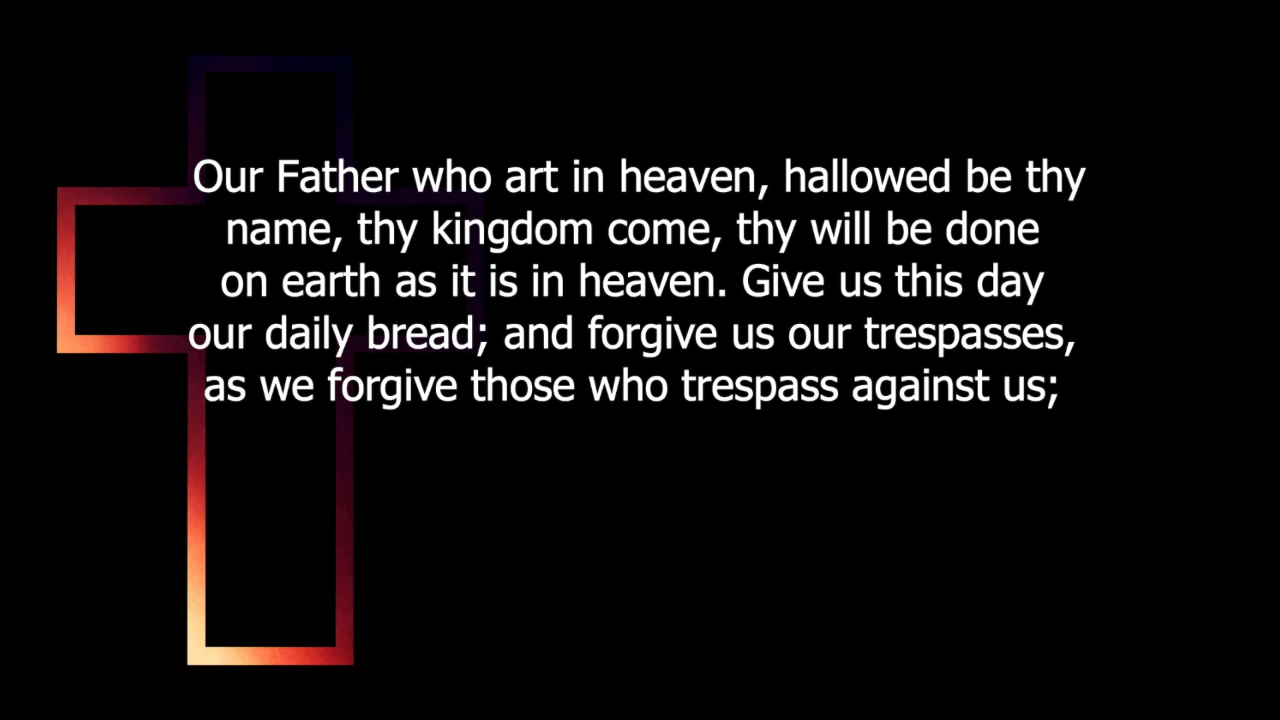 Our Father who art in heaven, hallowed be thy
name, thy kingdom come, thy will be done
on earth as it is in heaven. Give us this day
our daily bread; and forgive us our trespasses,
as we forgive those who trespass against us;